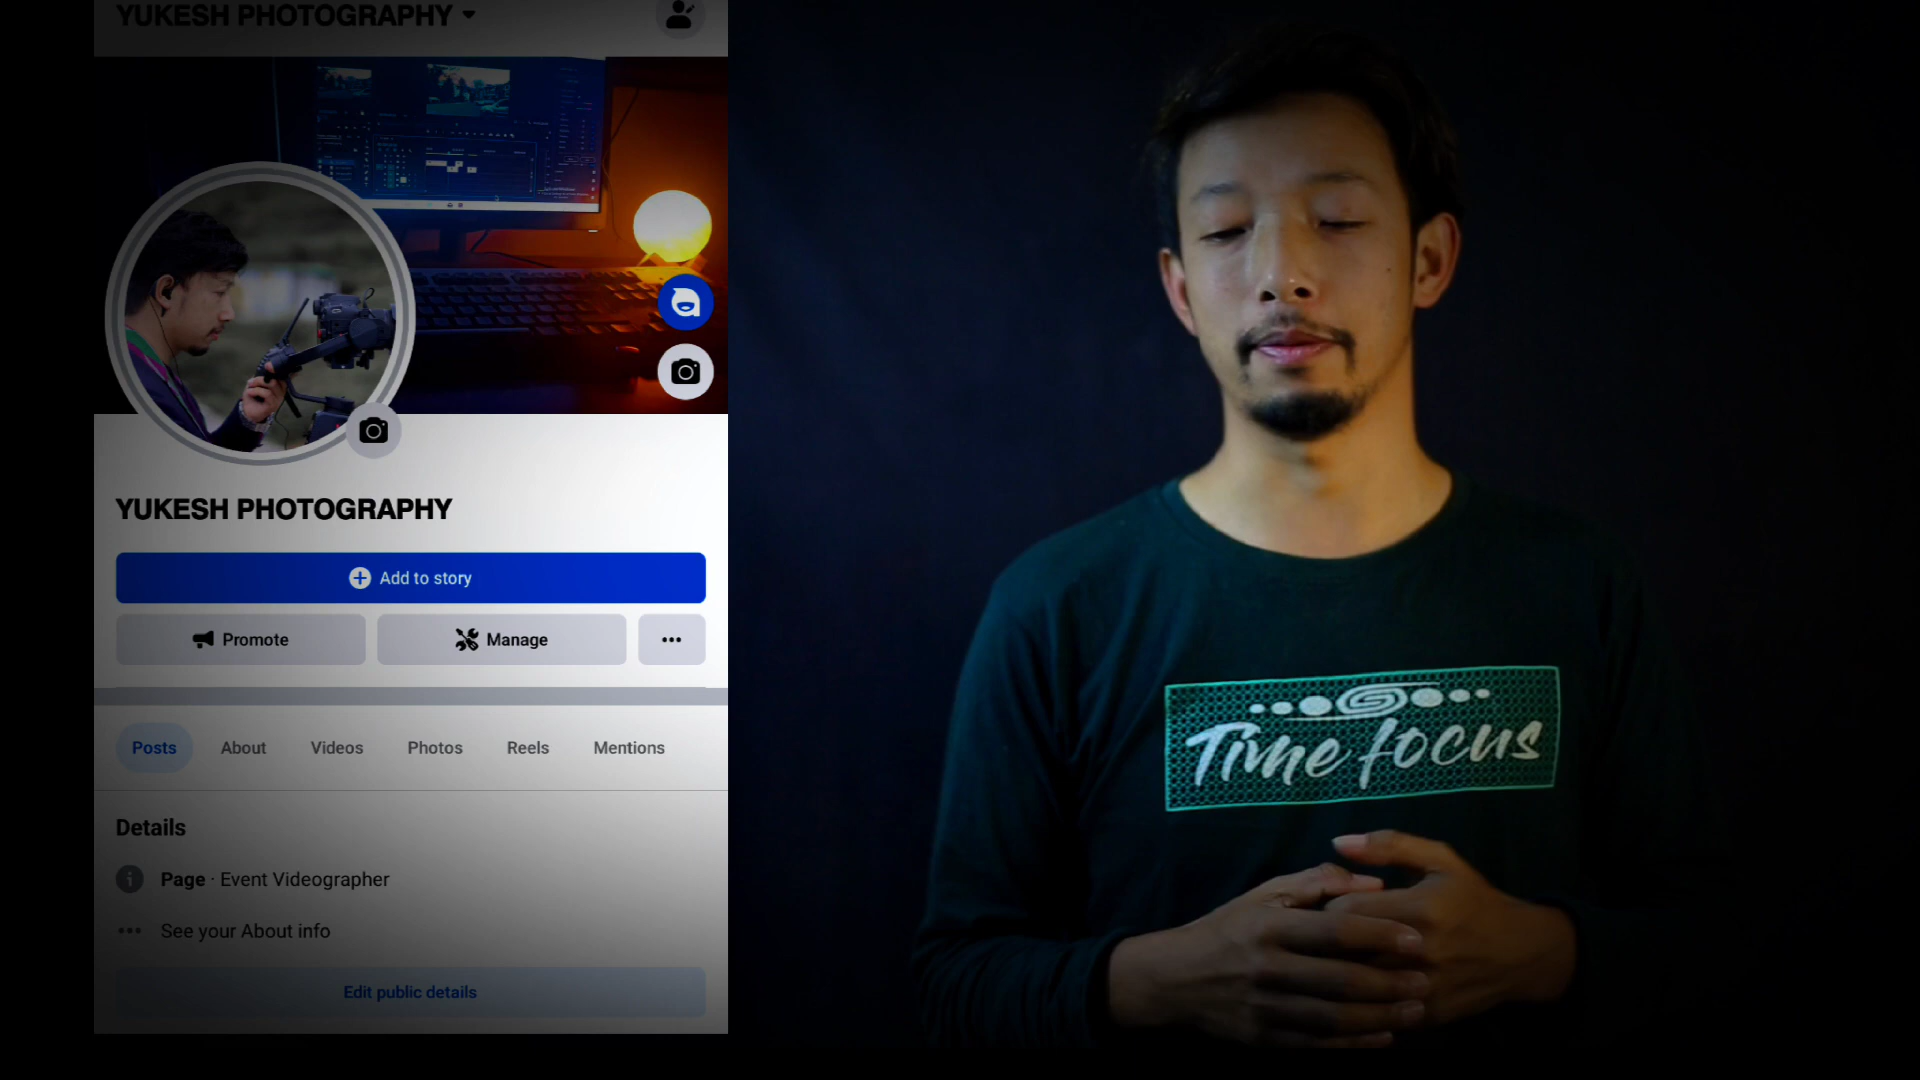 YUKESH PHOTOGRAPHY
YUKESH PHOTOGRAPHY
Add to story
Promote
Manage
Posts
About
Videos
Photos
Reels
Mentions
Details
Page · Event Videographer
See your About info
Edit public details
Time focus